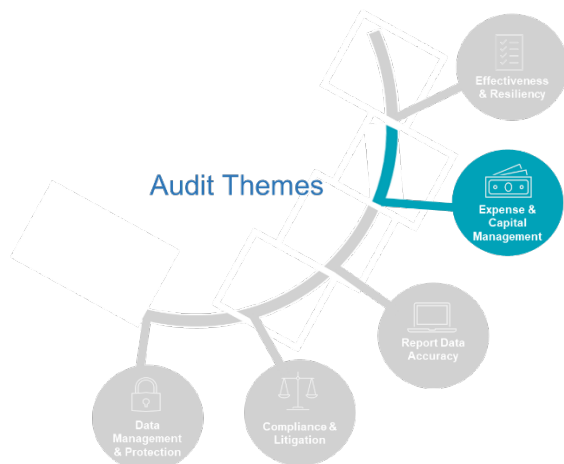 Effectiveness
& Resiliency
Audit Themes
Expense &
Capital
Management
Report Data
Accuracy
Compliance &
Litigation
Data
Management
& Protection